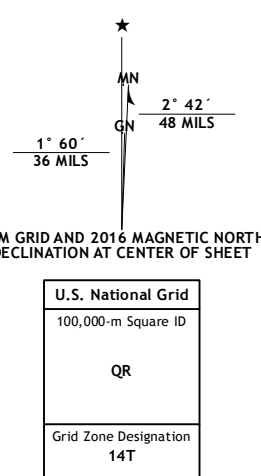 ★
MN
2° 42´
48 MILS
GN
1° 60´
36 MILS
M GRID AND 2016 MAGNETIC NORTH
DECLINATION AT CENTER OF SHEET
U.S. National Grid
100,000-m Square ID
QR
Grid Zone Designation
14T